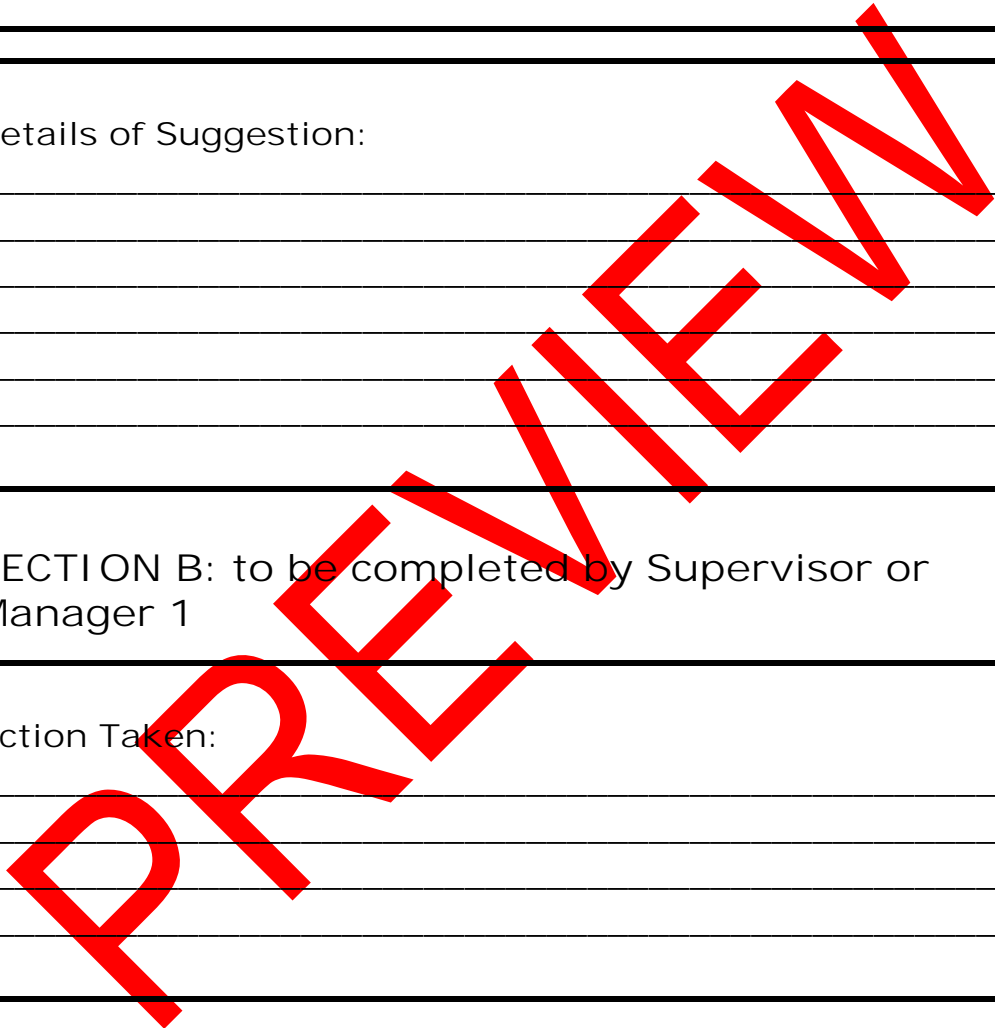 etails of Suggestion:
ECTION B: to be completed by Supervisor or
Manager 1
ction Taken:
PREVIEW